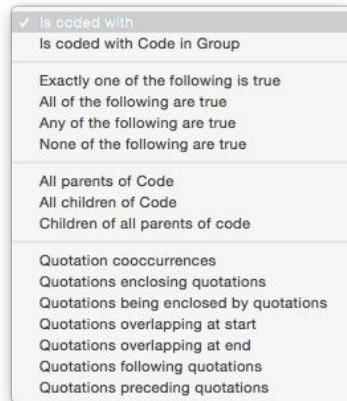 ✓ Is coded with
Is coded with Code in Group
Exactly one of the following is true
All of the following are true
Any of the following are true
None of the following are true
All parents of Code
All children of Code
Children of all parents of code
Quotation cooccurrences
Quotations enclosing quotations
Quotations being enclosed by quotations
Quotations overlapping at start
Quotations overlapping at end
Quotations following quotations
Quotations preceding quotations